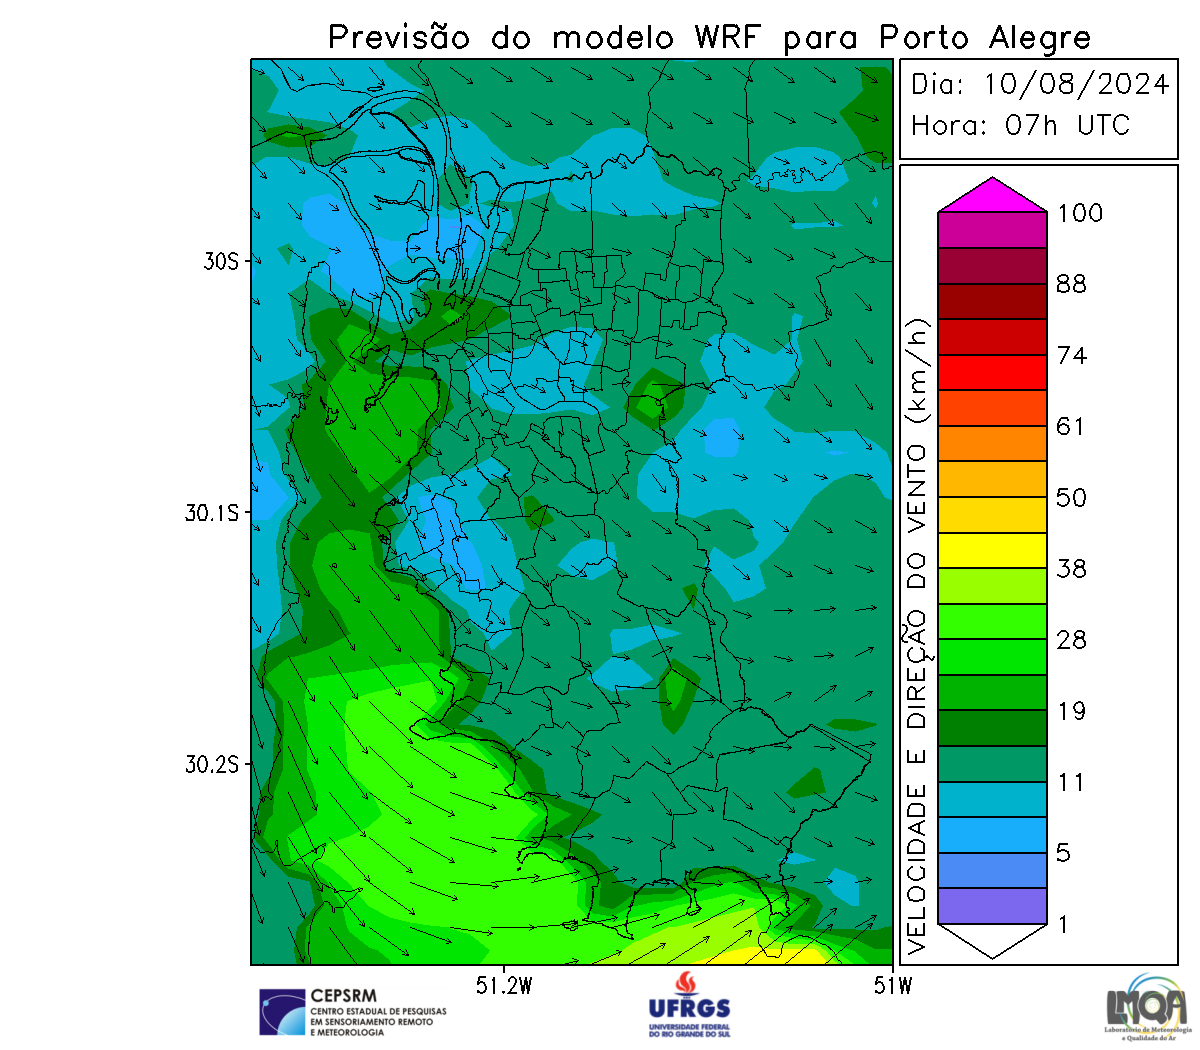 Previsão do modelo WRF para Porto Alegre
Dia: 10/08/2024
Hora: 07h UTC
30S
30.1S
30.2S
51.2W
51W
VELOCIDADE E DIREÇÃO DO VENTO (km/h)
100
88
74
61
50
38
28
19
11
5
1
CEPSRM
CENTRO ESTADUAL DE PESQUISAS
EM SENSORIAMENTO REMOTO
E METEOROLOGIA
UFRGS
UNIVERSIDADE FEDERAL
DO RIO GRANDE DO SUL
LMQA
Laboratório de Meteorologia
e Qualidade do Ar